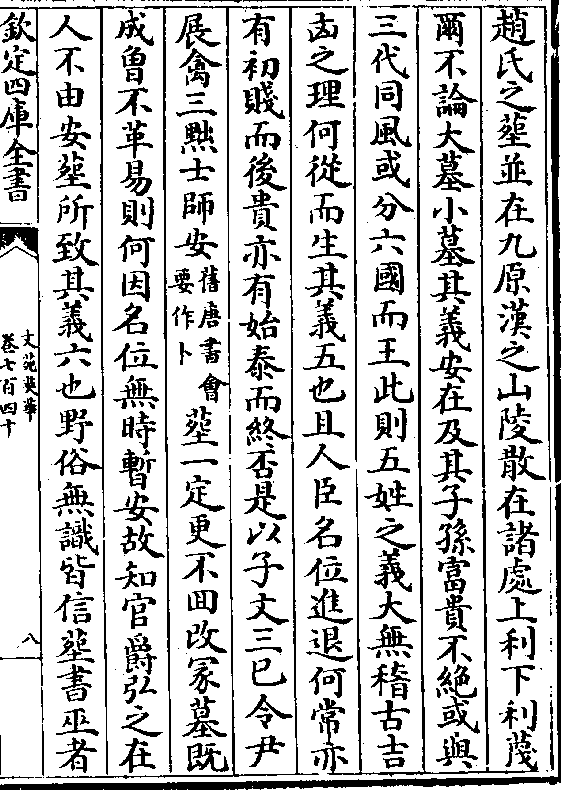 趙氏之塟並在九原漢之山陵散在諸處上利下利蔑
爾不論大墓小墓其義安在及其子孫富貴不絶或與
三代同風或分六國而王此則五姓之義大無稽古吉
凶之理何從而生其義五也且人臣名位進退何常亦
有初賤而後貴亦有始泰而終否是以子文三已令尹
展禽三黜士師安舊唐書會要作卜塟一定更不回改冢墓既
成曾不革易則何因名位無時暫安故知官爵弘之在
人不由安塟所致其義六也野俗無識皆信塟書巫者
欽定四庫全書
文苑英華
卷七百四十
八